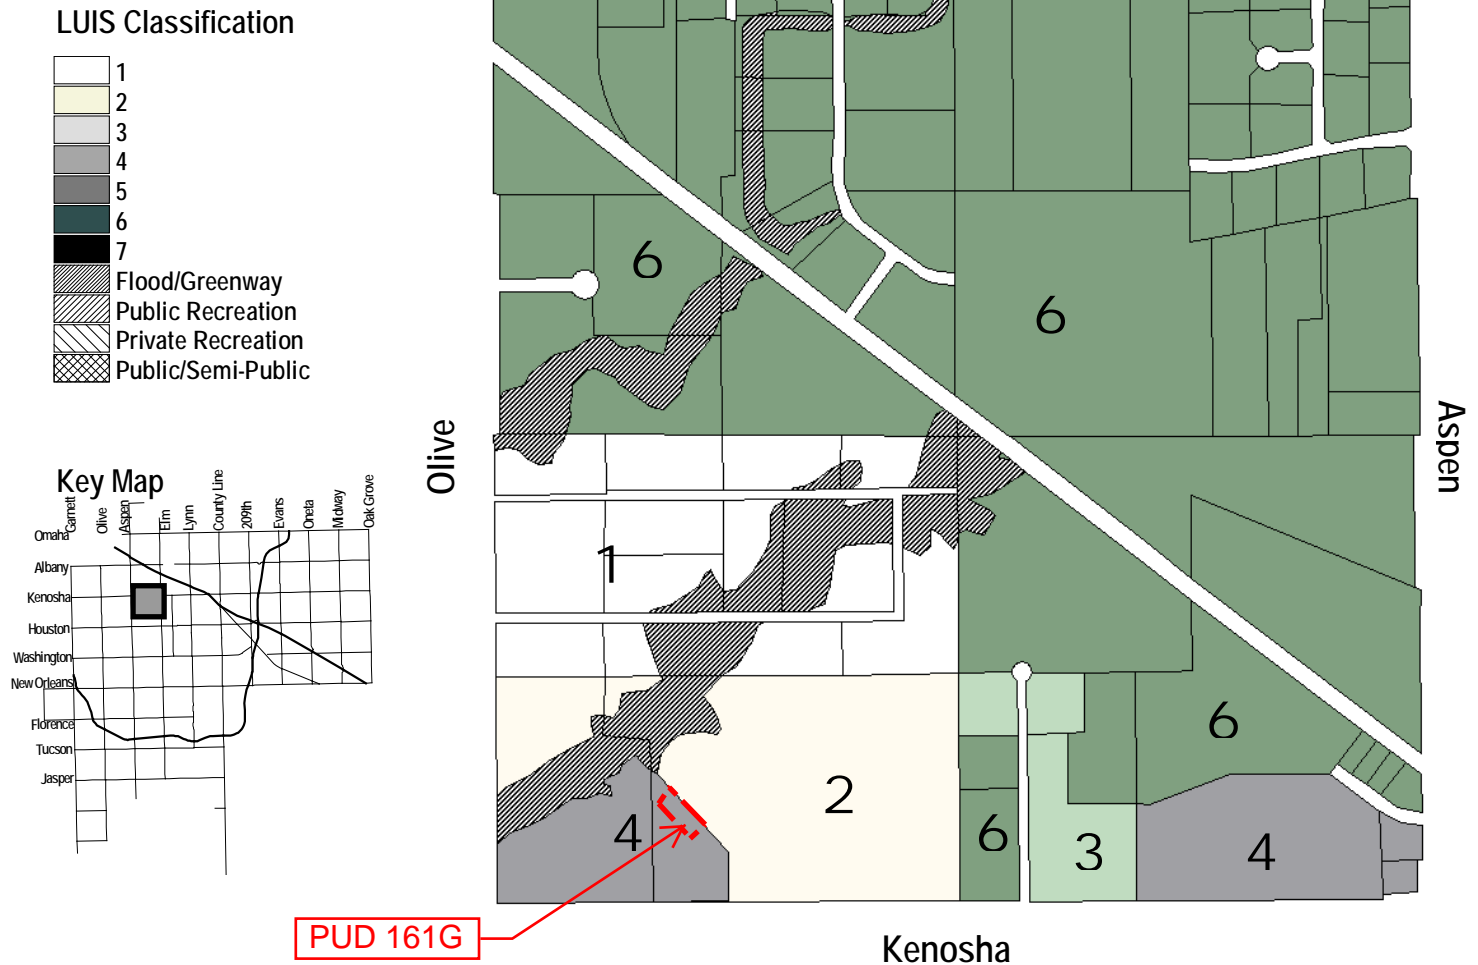 LUIS Classification
1
2
3
4
5
6
7
Flood/Greenway
Public Recreation
Private Recreation
Public/Semi-Public
Key Map
Garnett
Olive
Aspen
Elm
Lynn
County Line
209th
Evans
Oneta
Midway
Oak Grove
Omaha
Albany
Kenosha
Houston
Washington
New Orleans
Florence
Tucson
Jasper
Olive
Aspen
6
6
1
6
2
4
6
3
4
PUD 161G
Kenosha